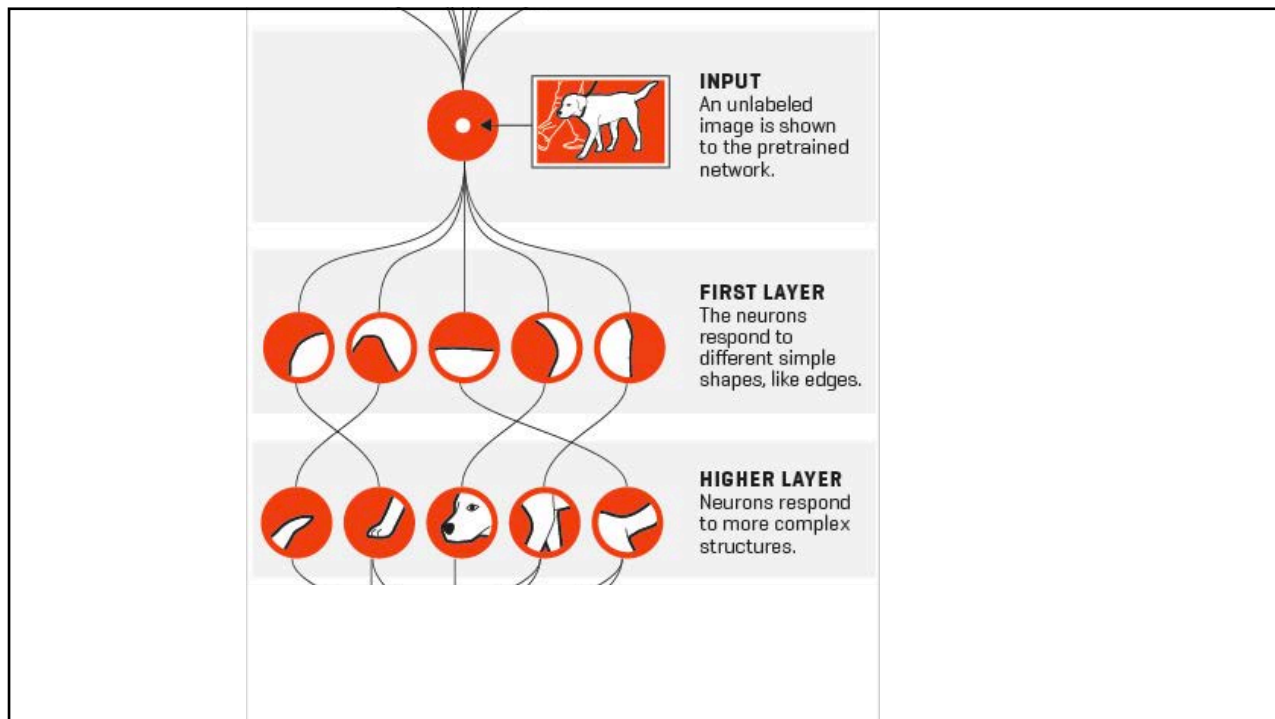 INPUT
An unlabeled
image is shown
to the pretrained
network.
FIRST LAYER
The neurons
respond to
different simple
shapes, like edges.
HIGHER LAYER
Neurons respond
to more complex
structures.